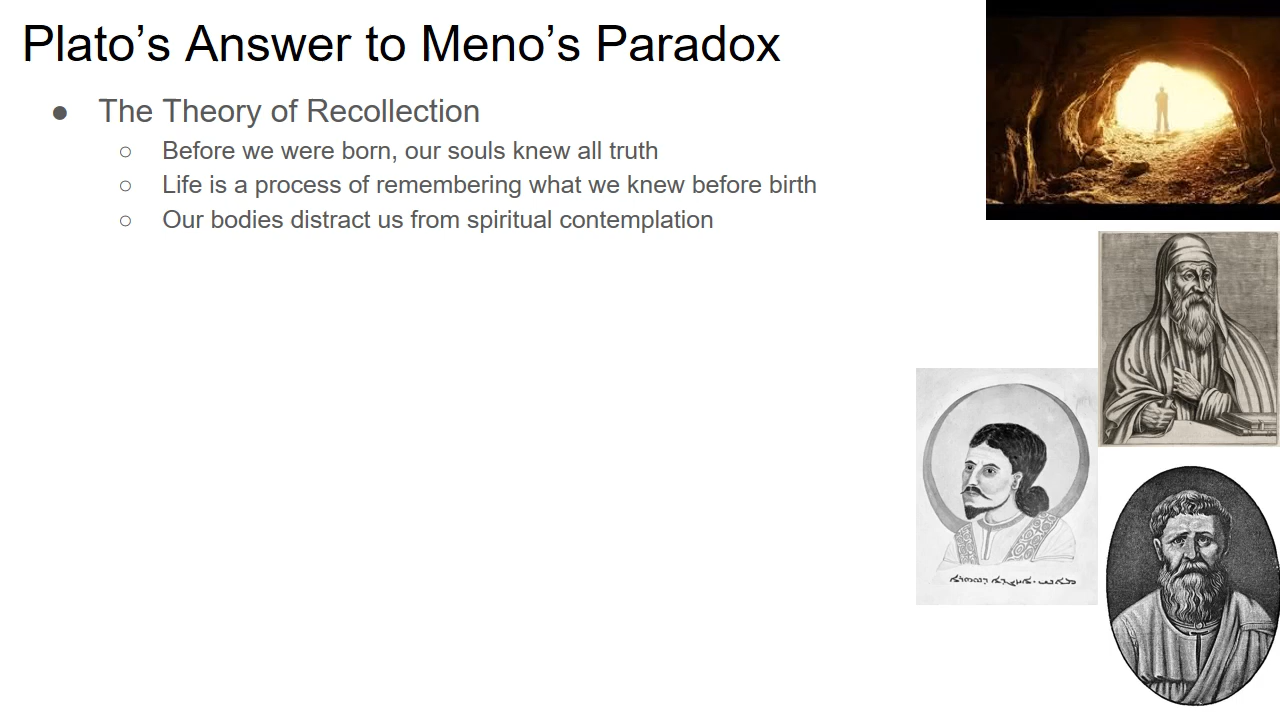 Plato’s Answer to Meno’s Paradox
● The Theory of Recollection
○ Before we were born, our souls knew all truth
○ Life is a process of remembering what we knew before birth
○ Our bodies distract us from spiritual contemplation